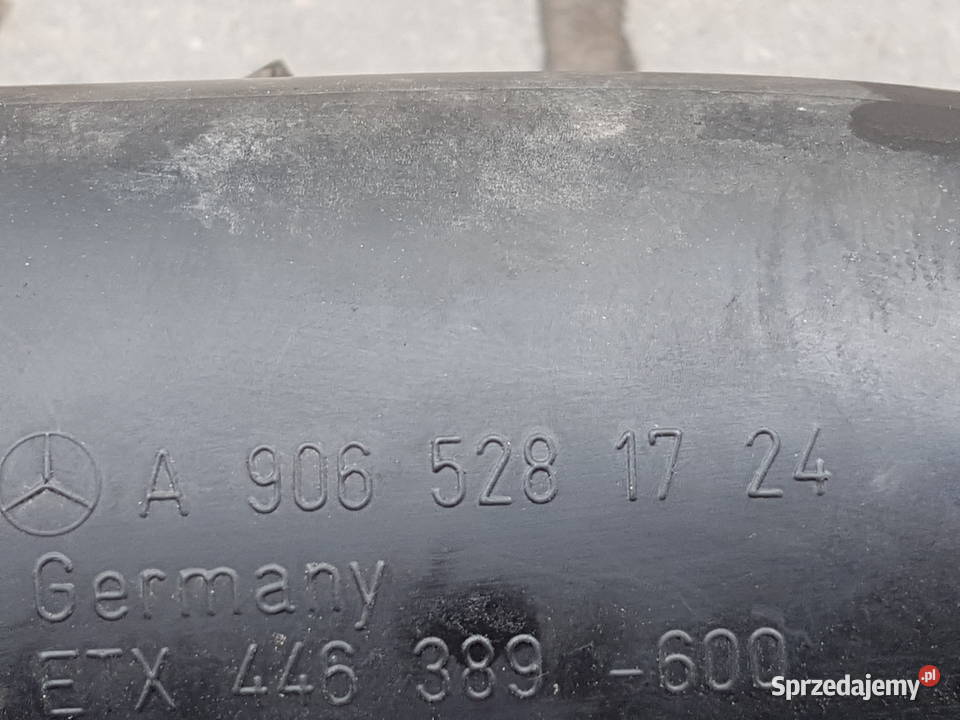 A 906 528 17 24
Germany
ETX 446 389 -600
Sprzedajemy.pl